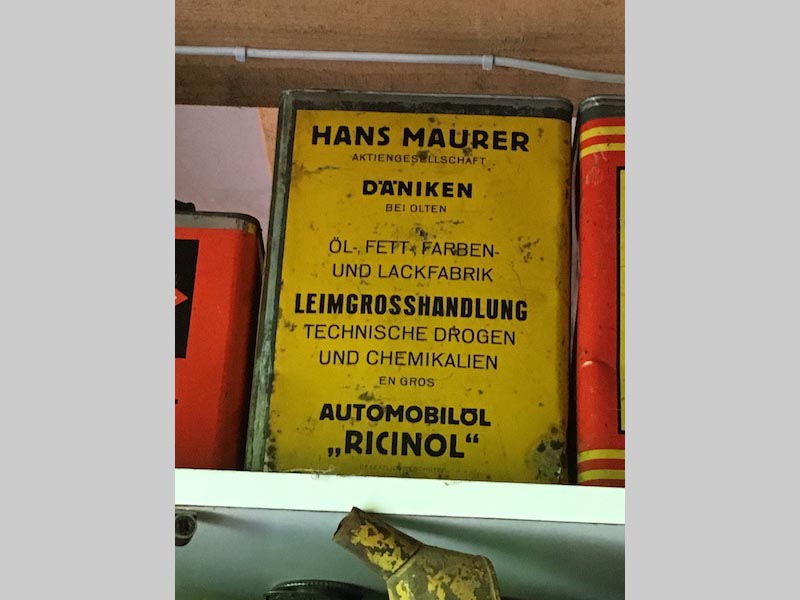 HANS MAURER
AKTIENGESELLSCHAFT
DÄNIKEN
BEI OLTEN
ÖL-, FETT-, FARBEN-
UND LACKFABRIK
LEIMGROSSHANDLUNG
TECHNISCHE DROGEN
UND CHEMIKALIEN
EN GROS
AUTOMOBILÖL
„RICINOL“